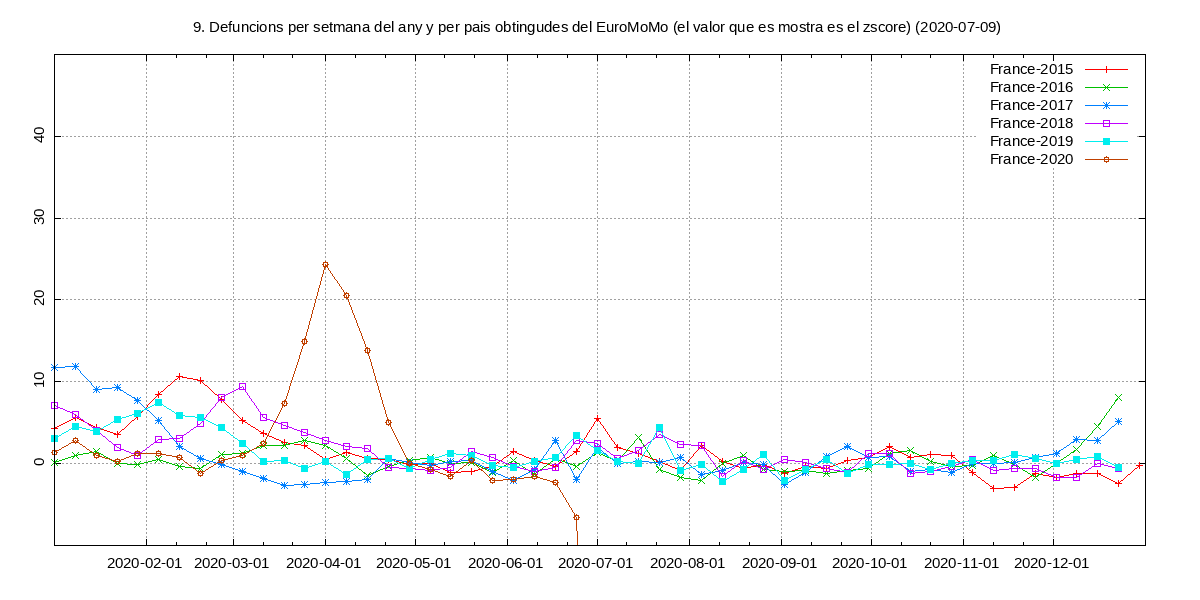 9. Defuncions per setmana del any y per pais obtingudes del EuroMoMo (el valor que es mostra es el zscore) (2020-07-09)
France-2015
France-2016
France-2017
France-2018
France-2019
France-2020
40
30
20
10
0
2020-02-01 2020-03-01 2020-04-01 2020-05-01 2020-06-01 2020-07-01 2020-08-01 2020-09-01 2020-10-01 2020-11-01 2020-12-01